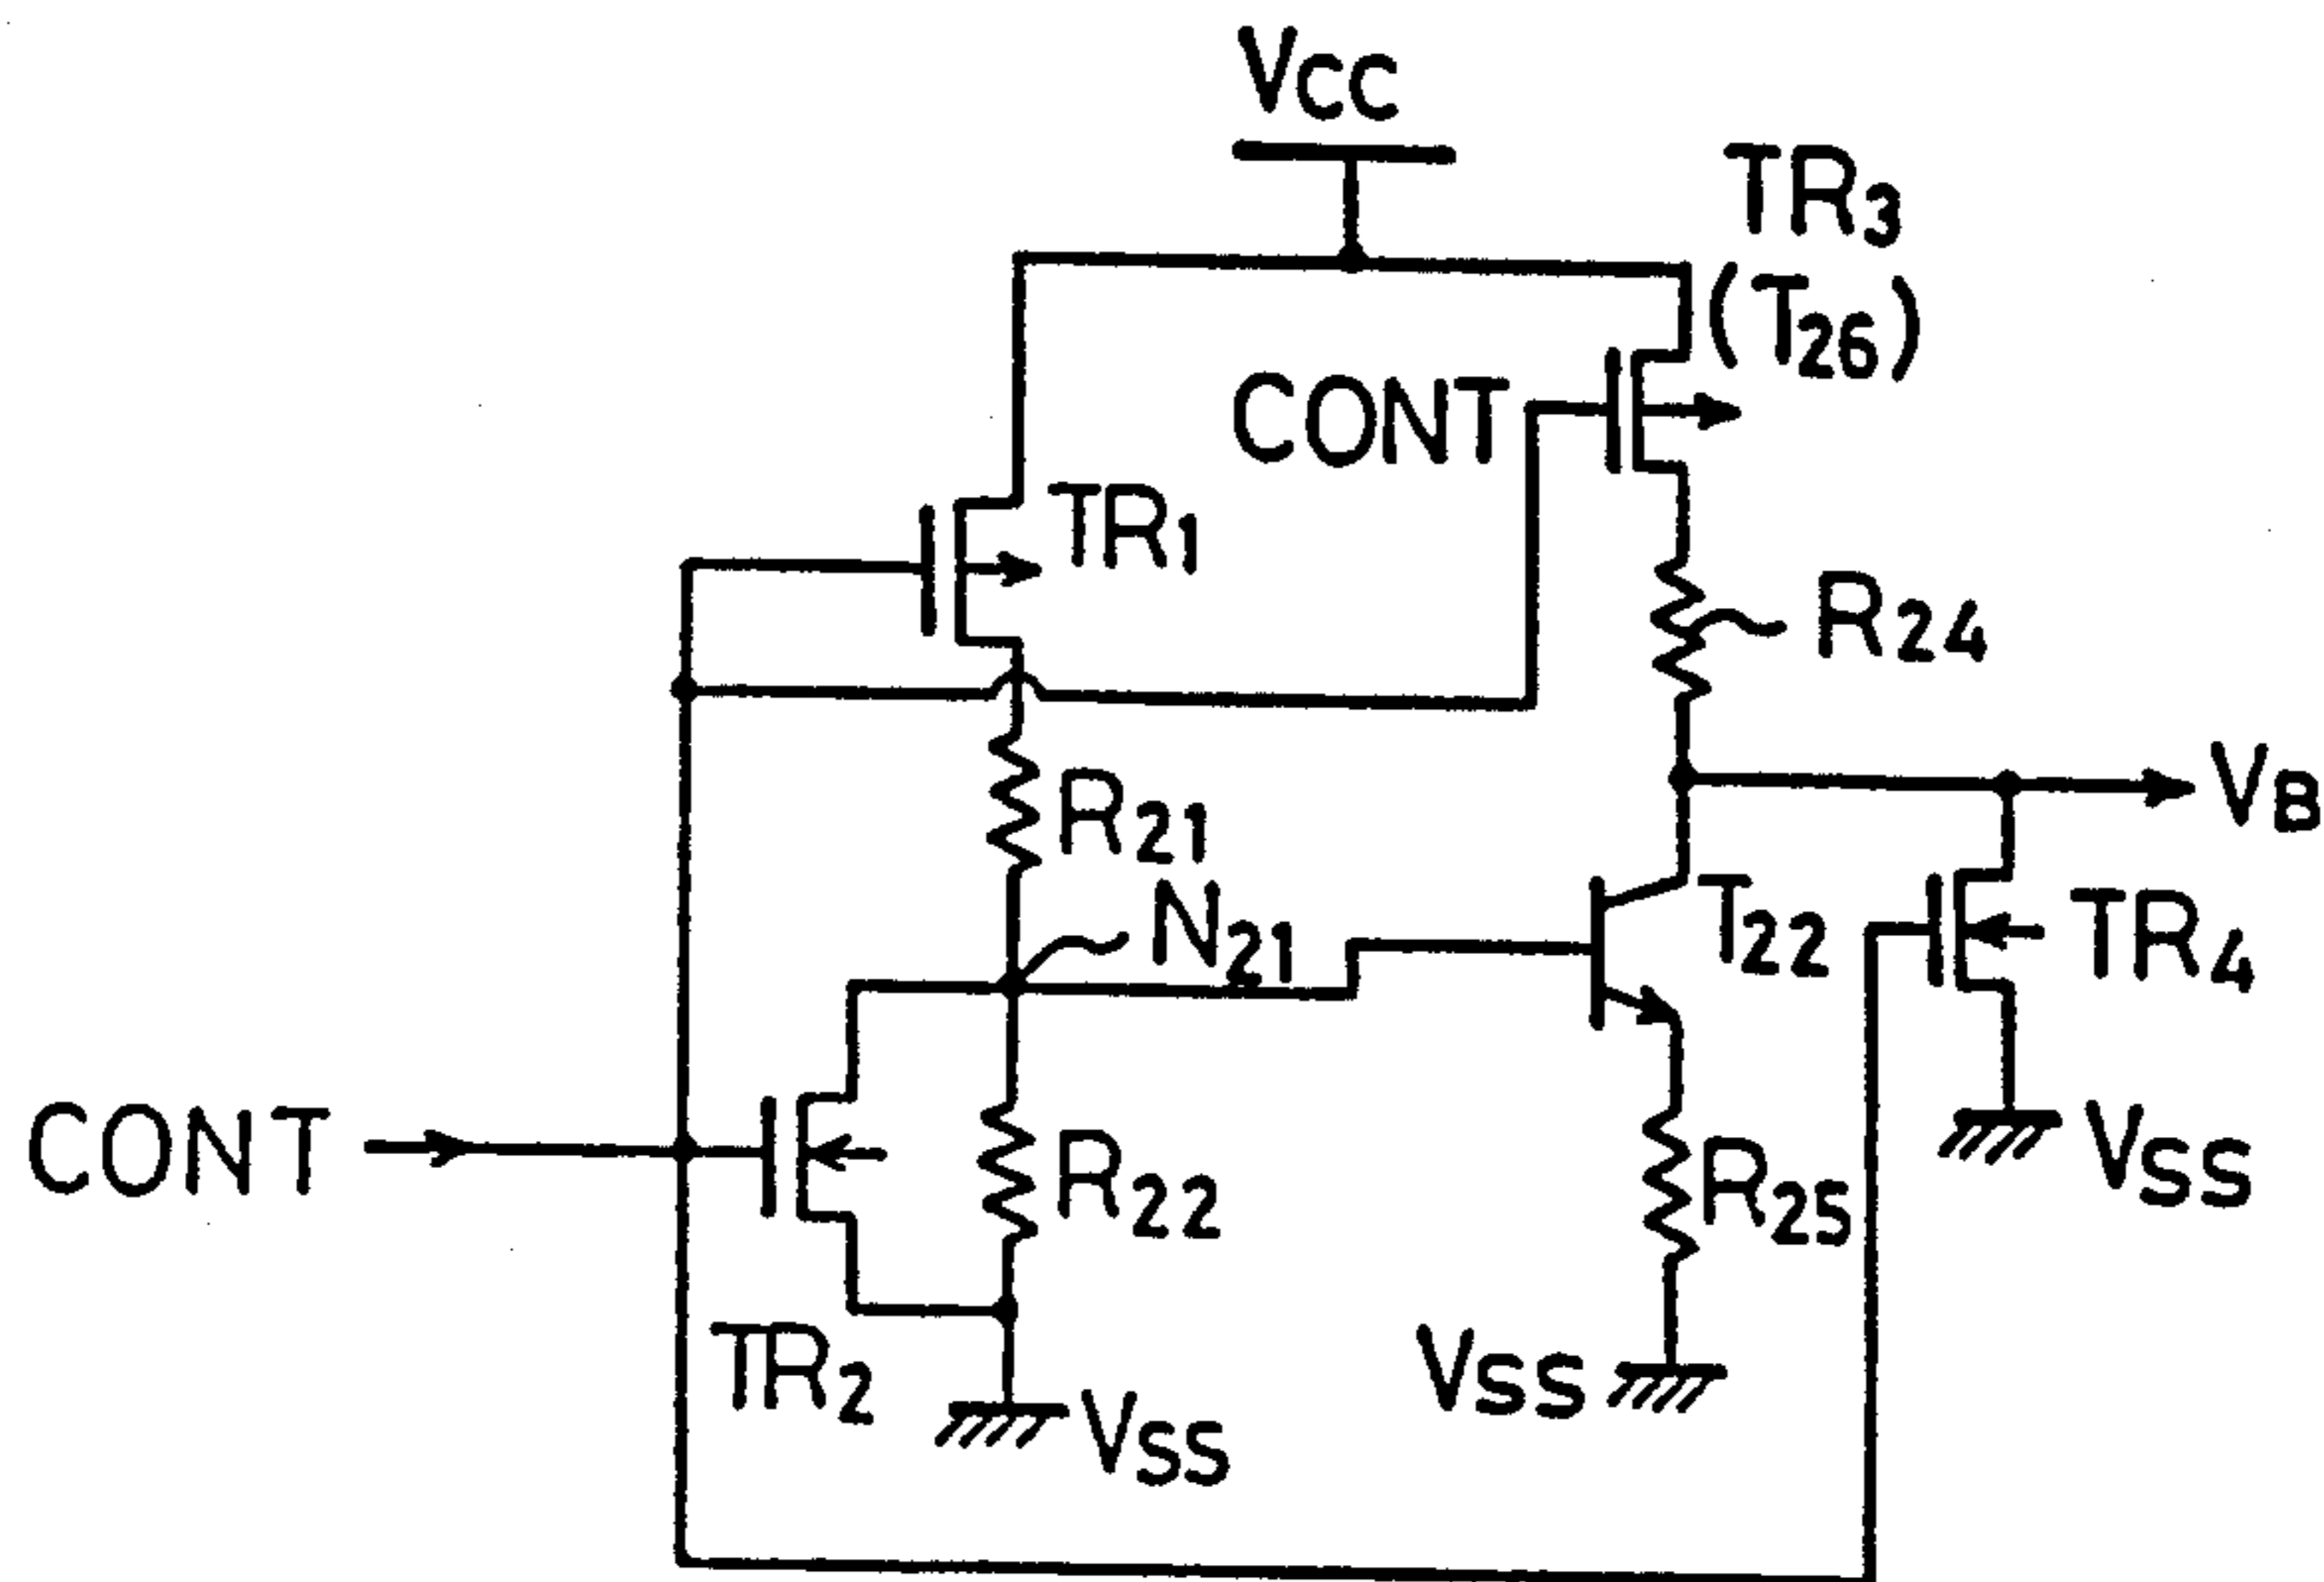 VCC
TR3
(T26)
CONT
TR1
R24
R21
VB
N21
T22
TR4
CONT
R22
R25
VSS
TR2
VSS
VSS